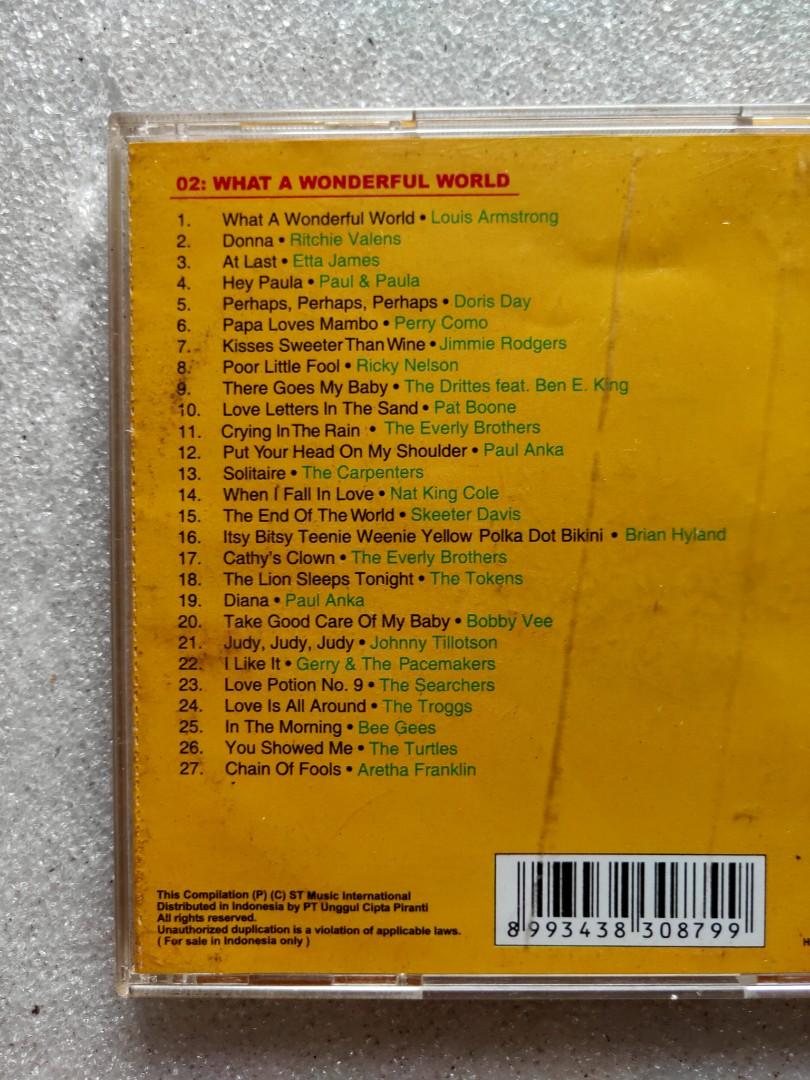 02: WHAT A WONDERFUL WORLD
1. What A Wonderful World • Louis Armstrong
2. Donna • Ritchie Valens
3. At Last • Etta James
4. Hey Paula • Paul & Paula
5. Perhaps, Perhaps, Perhaps • Doris Day
6. Papa Loves Mambo • Perry Como
7. Kisses Sweeter Than Wine • Jimmie Rodgers
8. Poor Little Fool • Ricky Nelson
9. There Goes My Baby • The Drittes feat. Ben E. King
10. Love Letters In The Sand • Pat Boone
11. Crying In The Rain • The Everly Brothers
12. Put Your Head On My Shoulder • Paul Anka
13. Solitaire • The Carpenters
14. When I Fall In Love • Nat King Cole
15. The End Of The World • Skeeter Davis
16. Itsy Bitsy Teenie Weenie Yellow Polka Dot Bikini • Brian Hyland
17. Cathy's Clown • The Everly Brothers
18. The Lion Sleeps Tonight • The Tokens
19. Diana • Paul Anka
20. Take Good Care Of My Baby • Bobby Vee
21. Judy, Judy, Judy • Johnny Tillotson
22. I Like It • Gerry & The Pacemakers
23. Love Potion No. 9 • The Searchers
24. Love Is All Around • The Troggs
25. In The Morning • Bee Gees
26. You Showed Me • The Turtles
27. Chain Of Fools • Aretha Franklin
This Compilation (P) (C) ST Music International
Distributed in Indonesia by PT Unggul Cipta Piranti
All rights reserved.
Unauthorized duplication is a violation of applicable laws.
( For sale in Indonesia only )
8 993438 308799